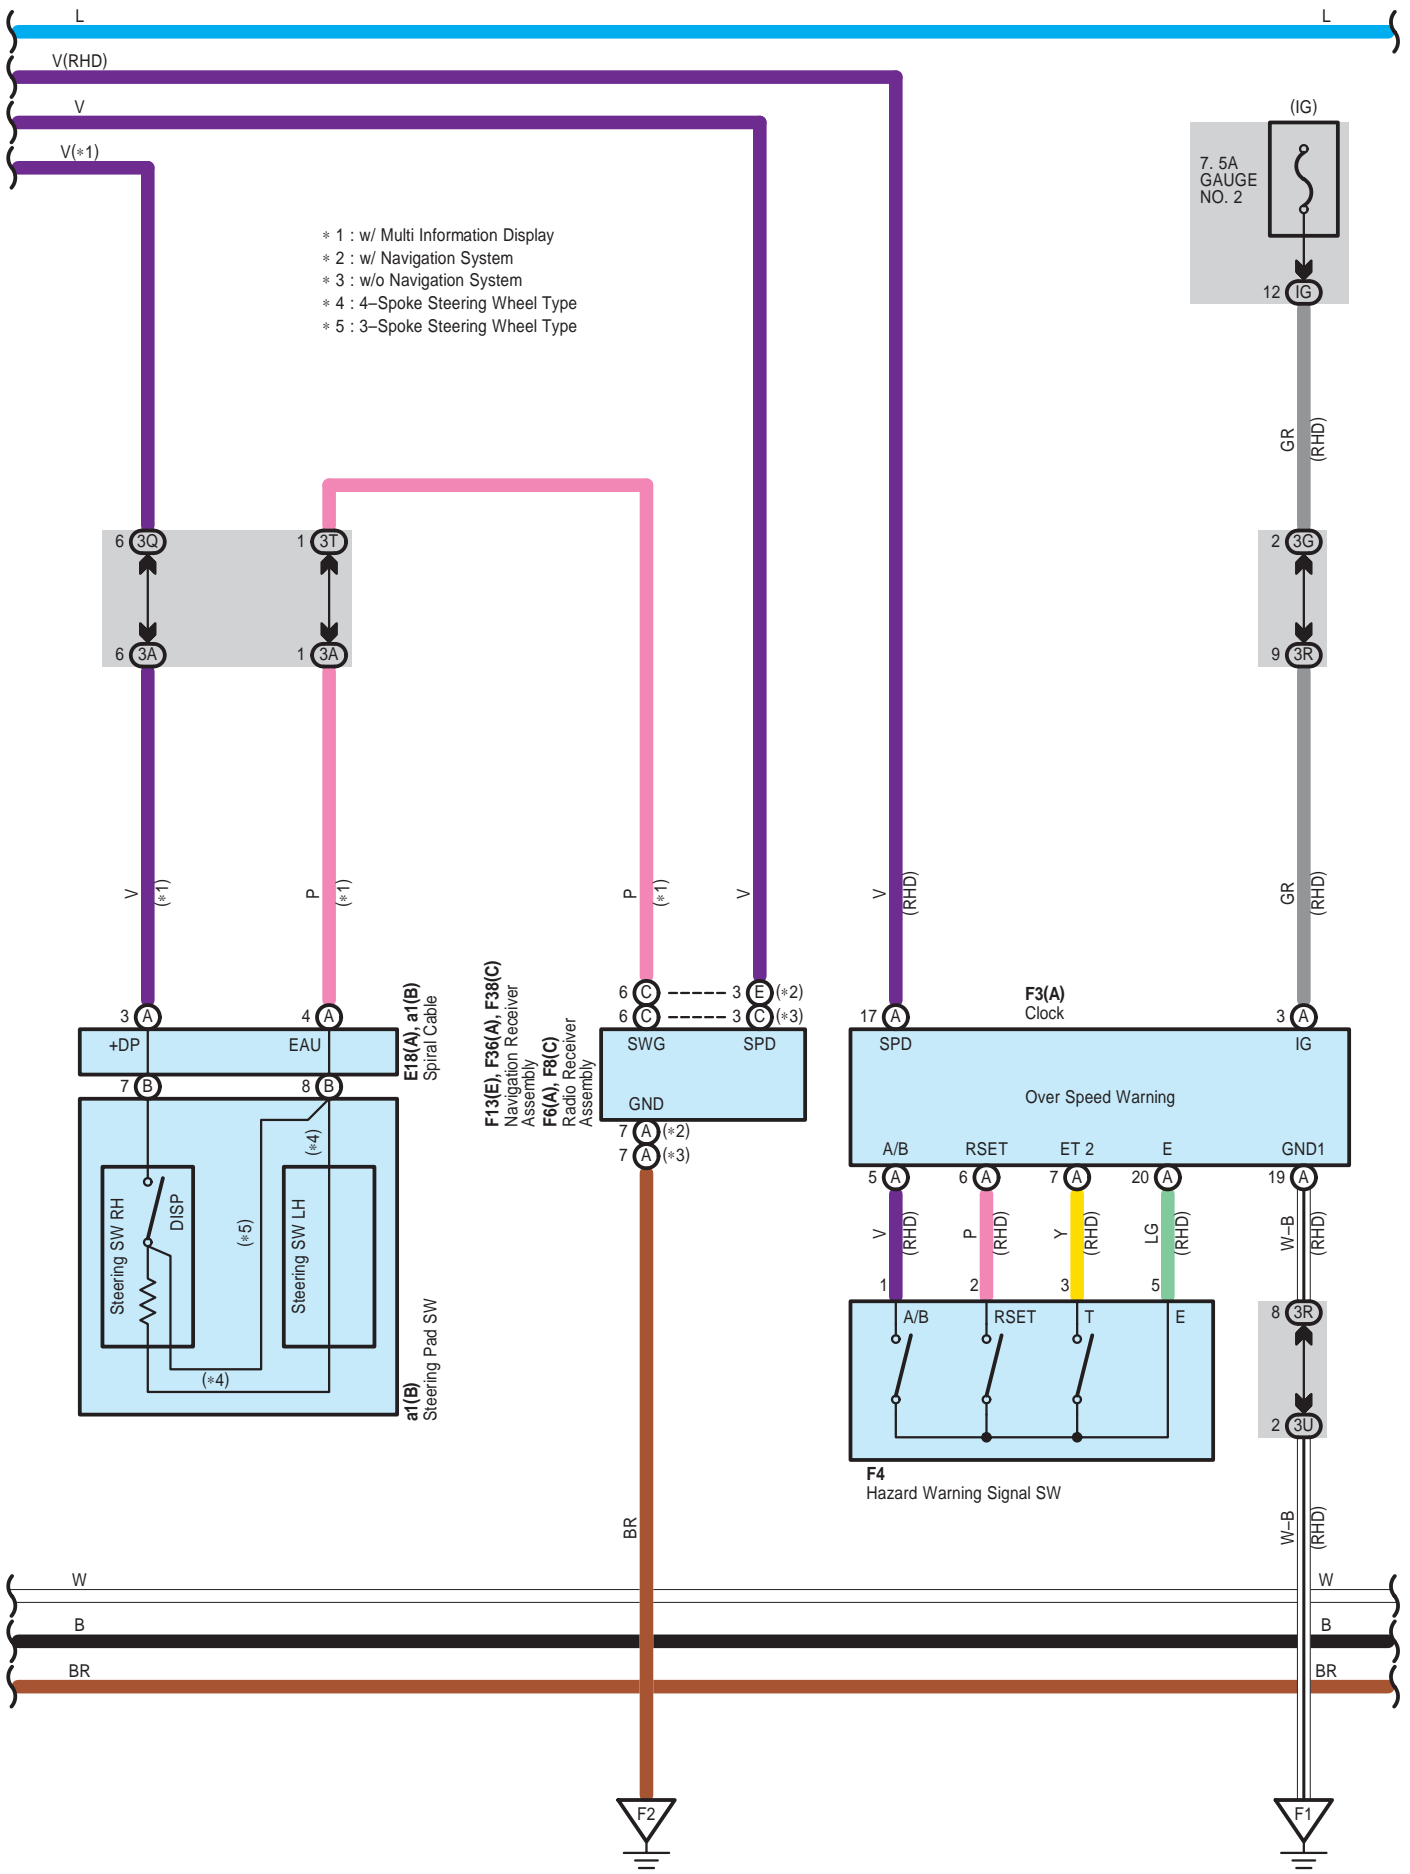 L L
V(RHD)
V
V(*1)
(IG)
7. 5A
GAUGE
NO. 2
12 IG
* 1 : w/ Multi Information Display
* 2 : w/ Navigation System
* 3 : w/o Navigation System
* 4 : 4–Spoke Steering Wheel Type
* 5 : 3–Spoke Steering Wheel Type
GR
(RHD)
6 3Q 1 3T 2 3G
6 3A 1 3A 9 3R
V
(*1)
P
(*1)
P
(*1)
V
V
(RHD)
GR
(RHD)
6 C 3 E (*2)
6 C 3 C (*3)
3 A 4 A
+DP EAU
E18(A), a1(B)
Spiral Cable
7 B 8 B
F13(E), F36(A), F38(C)
Navigation Receiver
Assembly
F6(A), F8(C)
Radio Receiver
Assembly
SWG SPD
GND
7 A (*2)
7 A (*3)
F3(A)
Clock
17 A 3 A
SPD IG
Over Speed Warning
A/B RSET ET 2 E GND1
5 A 6 A 7 A 20 A 19 A
V
(RHD)
P
(RHD)
Y
(RHD)
LG
(RHD)
W–B
(RHD)
(*4)
Steering SW RH
DISP
(*5)
Steering SW LH
(*4)
a1(B)
Steering Pad SW
1 2 3 5
A/B RSET T E
8 3R
2 3U
F4
Hazard Warning Signal SW
BR
W–B
(RHD)
W W
B B
BR BR
F2 F1